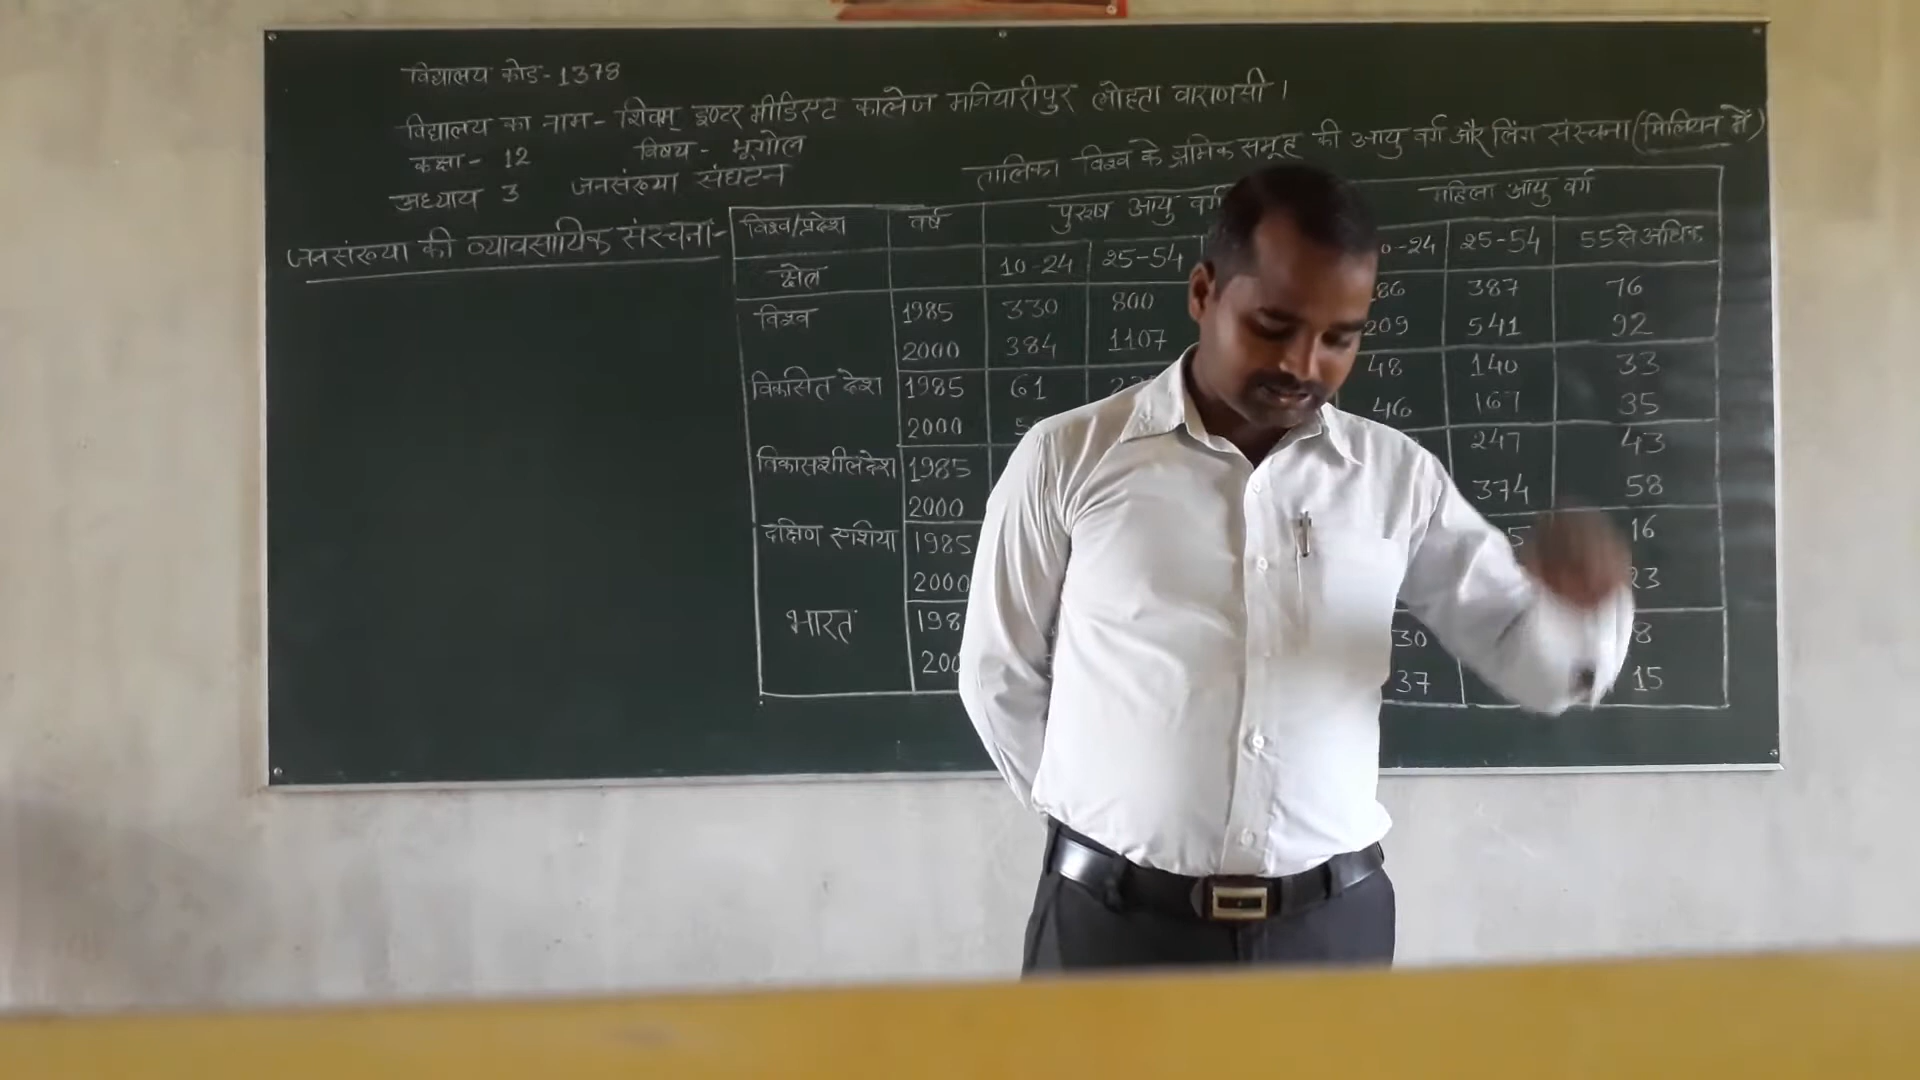 विद्यालय कोड-1378
विद्यालय का नाम- शिवम् इण्टर मीडिएट कालेज मनियारीपुर लोहता वाराणसी।
कक्षा- 12 विषय- भूगोल
अध्याय 3 जनसंख्या संघटन
तालिका विश्व के श्रमिक समूह की आयु वर्ग और लिंग संरचना (मिलियन में)
जनसंख्या की व्यावसायिक संरचना-
विश्व/प्रदेश वर्ष पुरुष आयु वर्ग महिला आयु वर्ग
क्षेत्र 10-24 25-54 25-54 55 से अधिक
विश्व 1985 330 800 387 76
2000 384 1107 209 541 92
विकसित देश 1985 61 48 140 33
2000 46 167 35
विकासशील देश 1985 247 43
2000 374 58
दक्षिण एशिया 1985 16
2000 23
भारत 30 8
37 15